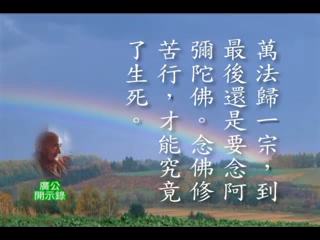 萬法歸一宗，到
最後還是要念阿
彌陀佛。念佛修
苦行，才能究竟
了生死。
廣公
開示錄